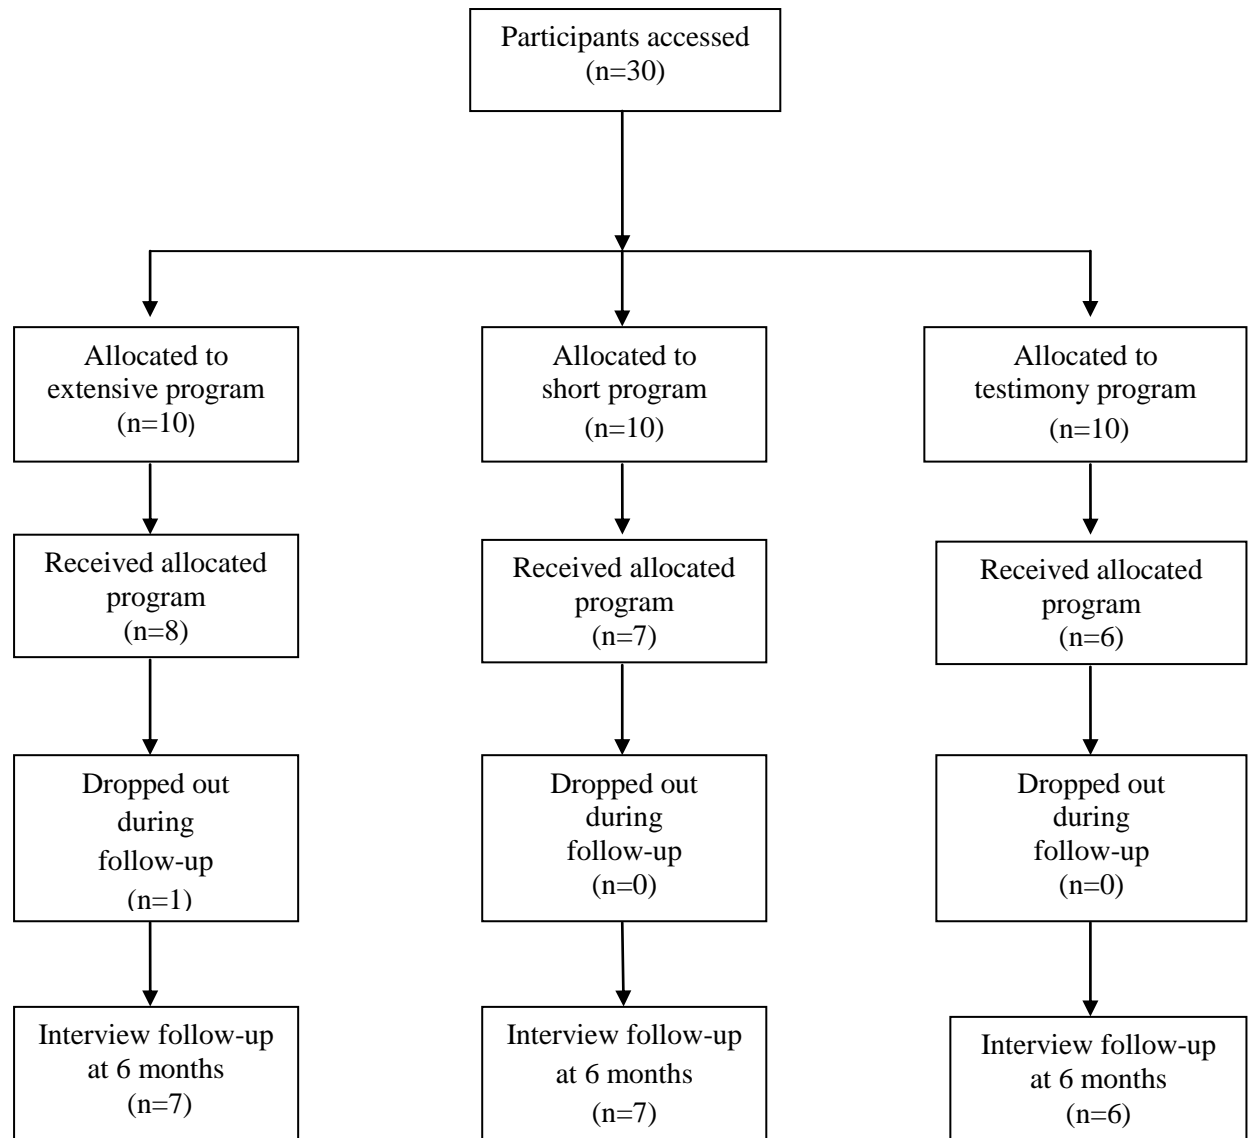 Participants accessed
(n=30)
Allocated to
extensive program
(n=10)
Allocated to
short program
(n=10)
Allocated to
testimony program
(n=10)
Received allocated
program
(n=8)
Received allocated
program
(n=7)
Received allocated
program
(n=6)
Dropped out
during
follow-up
(n=1)
Dropped out
during
follow-up
(n=0)
Dropped out
during
follow-up
(n=0)
Interview follow-up
at 6 months
(n=7)
Interview follow-up
at 6 months
(n=7)
Interview follow-up
at 6 months
(n=6)